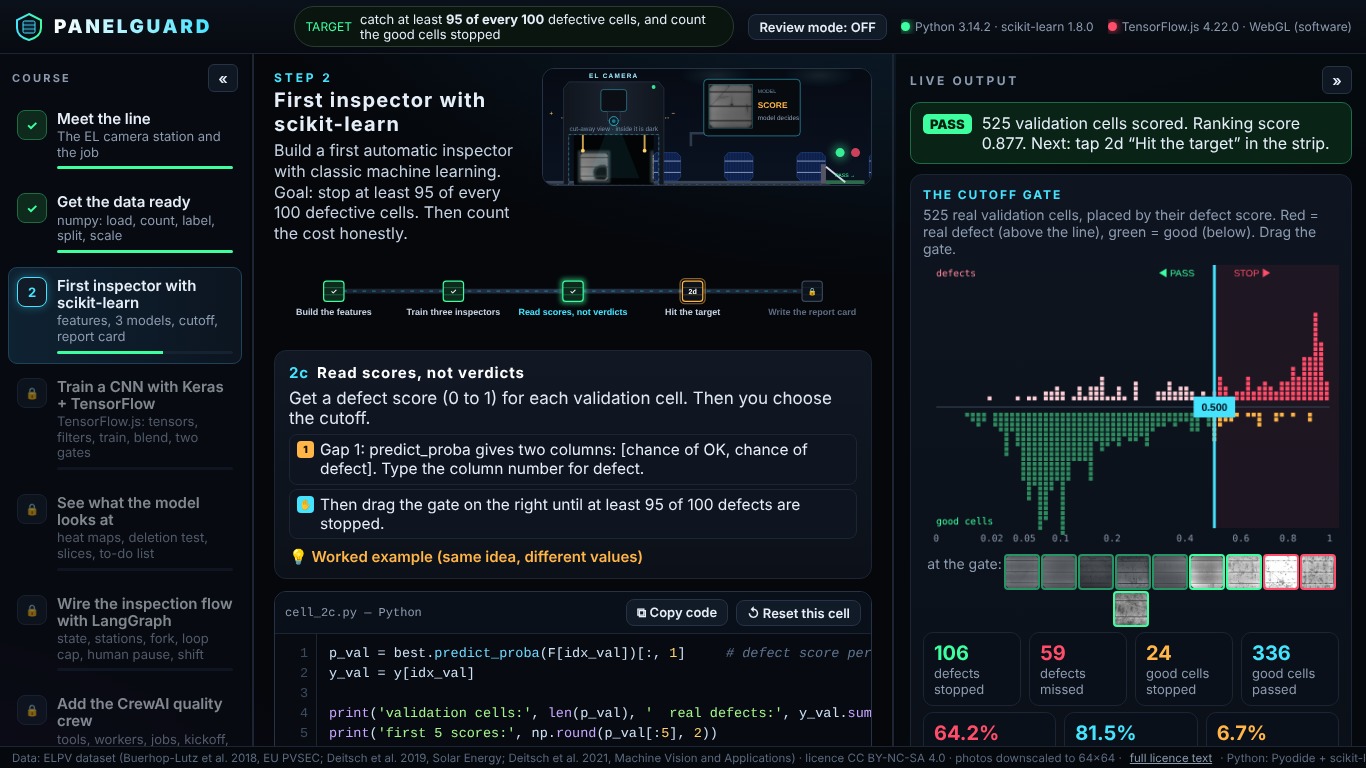 PANELGUARD
TARGET
catch at least 95 of every 100 defective cells, and count
the good cells stopped
Review mode: OFF
Python 3.14.2 · scikit-learn 1.8.0
TensorFlow.js 4.22.0 · WebGL (software)
COURSE
«
Meet the line
The EL camera station and
the job
Get the data ready
numpy: load, count, label,
split, scale
2
First inspector with
scikit-learn
features, 3 models, cutoff,
report card
Train a CNN with Keras
+ TensorFlow
TensorFlow.js: tensors,
filters, train, blend, two
gates
See what the model
looks at
heat maps, deletion test,
slices, to-do list
Wire the inspection flow
with LangGraph
state, stations, fork, loop
cap, human pause, shift
Add the CrewAI quality
crew
tools, workers, jobs, kickoff,
STEP 2
First inspector with
scikit-learn
Build a first automatic inspector
with classic machine learning.
Goal: stop at least 95 of every
100 defective cells. Then count
the cost honestly.
EL CAMERA
cut-away view · inside it is dark
MODEL
SCORE
model decides
PASS
Build the features
Train three inspectors
Read scores, not verdicts
2d
Hit the target
Write the report card
2c Read scores, not verdicts
Get a defect score (0 to 1) for each validation cell. Then you choose
the cutoff.
1 Gap 1: predict_proba gives two columns: [chance of OK, chance of
defect]. Type the column number for defect.
Then drag the gate on the right until at least 95 of 100 defects are
stopped.
💡 Worked example (same idea, different values)
cell_2c.py — Python
⧉ Copy code
↺ Reset this cell
1 p_val = best.predict_proba(F[idx_val])[:, 1] # defect score per
2 y_val = y[idx_val]
3
4 print('validation cells:', len(p_val), '  real defects:', y_val.sum
5 print('first 5 scores:', np.round(p_val[:5], 2))
LIVE OUTPUT
»
PASS
525 validation cells scored. Ranking score
0.877. Next: tap 2d “Hit the target” in the strip.
THE CUTOFF GATE
525 real validation cells, placed by their defect score. Red =
real defect (above the line), green = good (below). Drag the
gate.
defects
◀ PASS
STOP ▶
0.500
good cells
0 0.02 0.05 0.1 0.2 0.4 0.6 0.8 1
at the gate:
106
defects
stopped
59
defects
missed
24
good cells
stopped
336
good cells
passed
64.2%
81.5%
6.7%
Data: ELPV dataset (Buerhop-Lutz et al. 2018, EU PVSEC; Deitsch et al. 2019, Solar Energy; Deitsch et al. 2021, Machine Vision and Applications) · licence CC BY-NC-SA 4.0 · photos downscaled to 64×64 · full licence text · Python: Pyodide + scikit-l